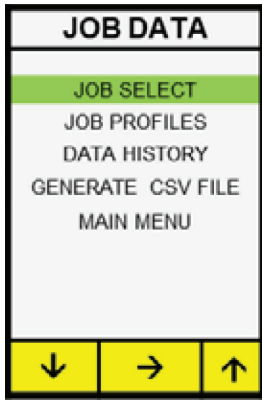 JOB DATA
JOB SELECT
JOB PROFILES
DATA HISTORY
GENERATE CSV FILE
MAIN MENU